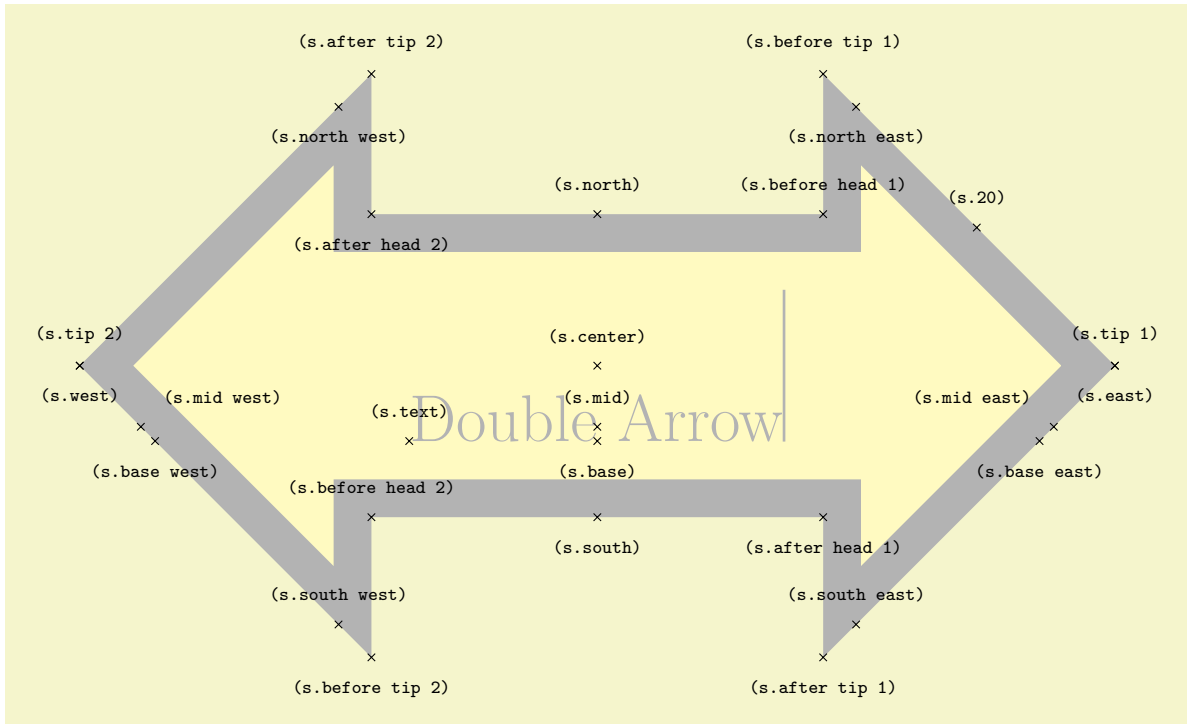 (s.after tip 2) (s.before tip 1)
(s.north west) (s.north east)
(s.north) (s.before head 1)
(s.20)
(s.after head 2)
(s.tip 2) (s.center) (s.tip 1)
(s.west) (s.mid west) (s.mid) (s.mid east) (s.east)
(s.text)
Double Arrow
(s.base west) (s.base) (s.base east)
(s.before head 2)
(s.south) (s.after head 1)
(s.south west) (s.south east)
(s.before tip 2) (s.after tip 1)